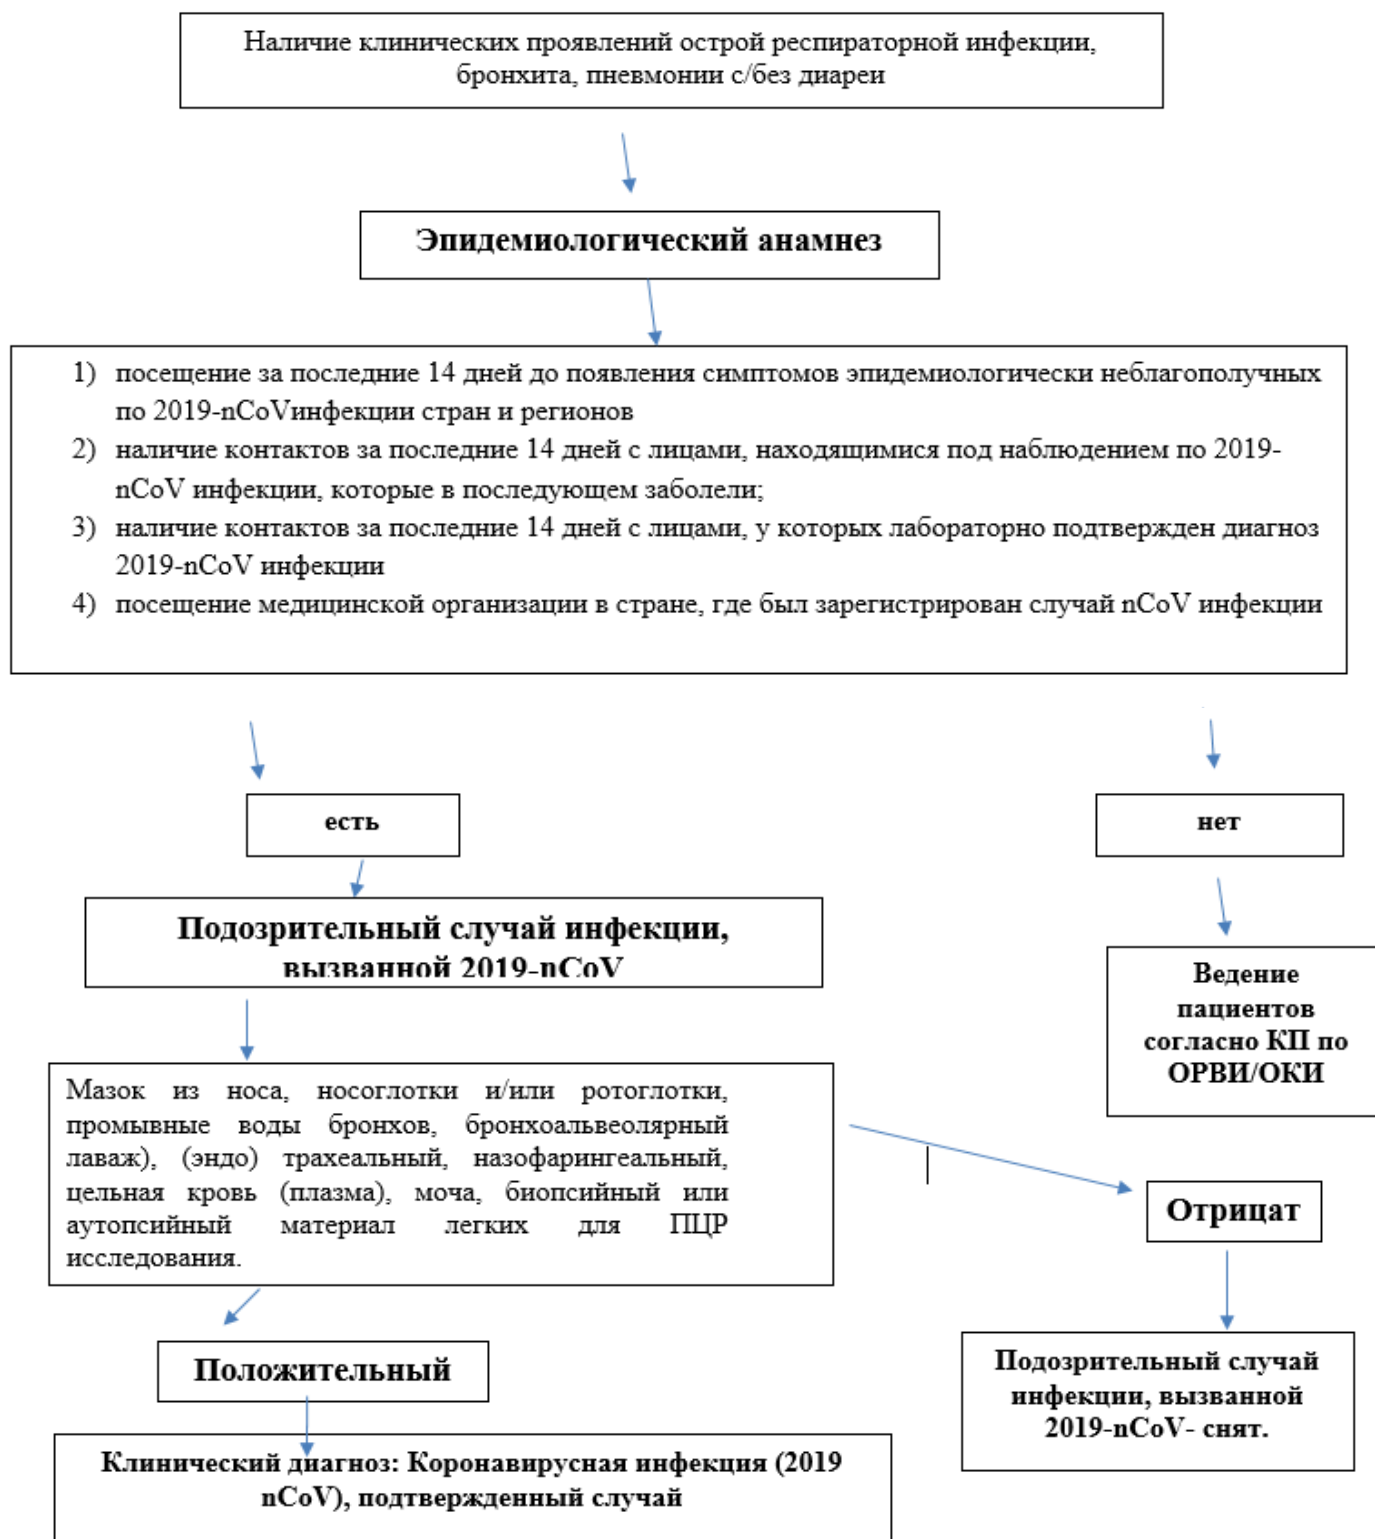 Наличие клинических проявлений острой респираторной инфекции,
бронхита, пневмонии с/без диареи
Эпидемиологический анамнез
1) посещение за последние 14 дней до появления симптомов эпидемиологически неблагополучных
по 2019-nCoVинфекции стран и регионов
2) наличие контактов за последние 14 дней с лицами, находящимися под наблюдением по 2019-
nCoV инфекции, которые в последующем заболели;
3) наличие контактов за последние 14 дней с лицами, у которых лабораторно подтвержден диагноз
2019-nCoV инфекции
4) посещение медицинской организации в стране, где был зарегистрирован случай nCoV инфекции
есть
нет
Подозрительный случай инфекции,
вызванной 2019-nCoV
Ведение
пациентов
согласно КП по
ОРВИ/ОКИ
Мазок из носа, носоглотки и/или ротоглотки,
промывные воды бронхов, бронхоальвеолярный
лаваж), (эндо) трахеальный, назофарингеальный,
цельная кровь (плазма), моча, биопсийный или
аутопсийный материал легких для ПЦР
исследования.
Отрицат
Положительный
Подозрительный случай
инфекции, вызванной
2019-nCoV- снят.
Клинический диагноз: Коронавирусная инфекция (2019
nCoV), подтвержденный случай